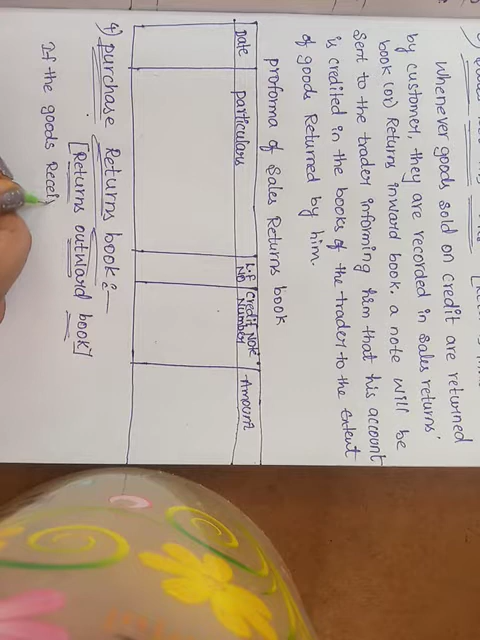 Whenever goods sold on credit are returned
by customer, they are recorded in sales returns.
book (or) Returns inward book. a note will be
sent to the trader informing him that his account
is credited in the books of the trader to the extent
of goods Returned by him.
proforma of Sales Returns book
Date particulars L.F No Credit Note Number Amount
4) purchase Returns book:-
[Returns outward book]
If the goods Recei